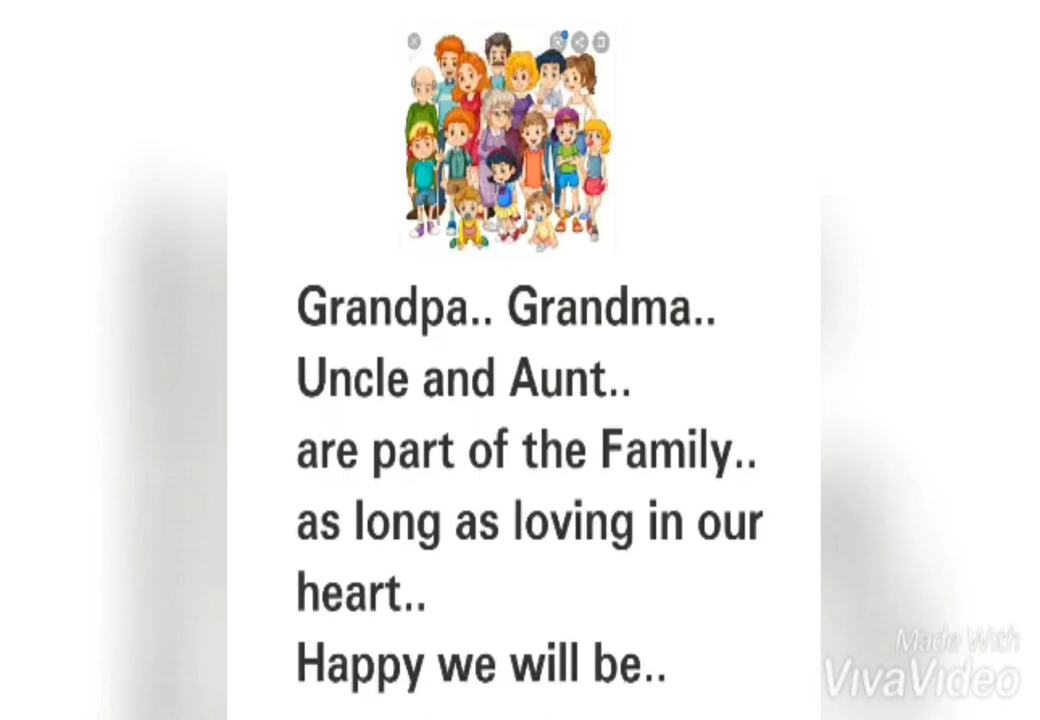 Grandpa.. Grandma..
Uncle and Aunt..
are part of the Family..
as long as loving in our
heart..
Happy we will be..
Made With
VivaVideo